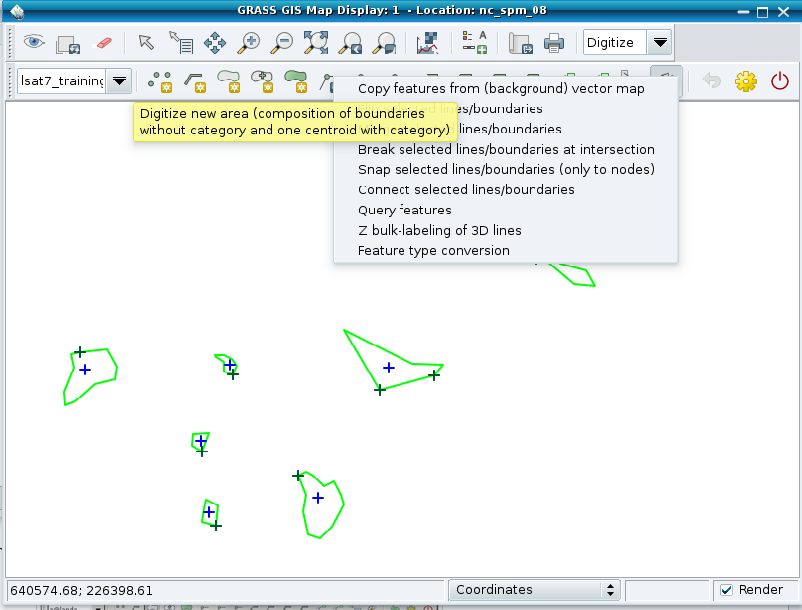 GRASS GIS Map Display: 1 - Location: nc_spm_08
Digitize
lsat7_training
Copy features from (background) vector map
lines/boundaries
Digitize new area (composition of boundaries
without category and one centroid with category)
lines/boundaries
Break selected lines/boundaries at intersection
Snap selected lines/boundaries (only to nodes)
Connect selected lines/boundaries
Query features
Z bulk-labeling of 3D lines
Feature type conversion
640574.68; 226398.61
Coordinates
Render